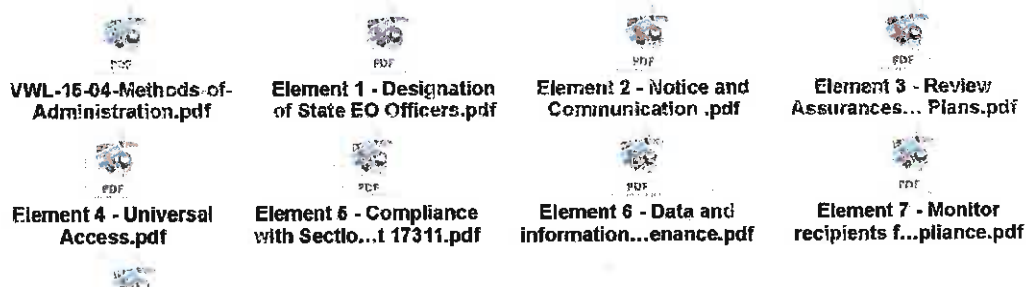 PDF PDF PDF PDF
VWL-15-04-Methods-of-Administration.pdf
Element 1 - Designation of State EO Officers.pdf
Element 2 - Notice and Communication .pdf
Element 3 - Review Assurances... Plans.pdf
PDF PDF PDF PDF
Element 4 - Universal Access.pdf
Element 5 - Compliance with Sectio...t 17311.pdf
Element 6 - Data and information...enance.pdf
Element 7 - Monitor recipients f...pliance.pdf